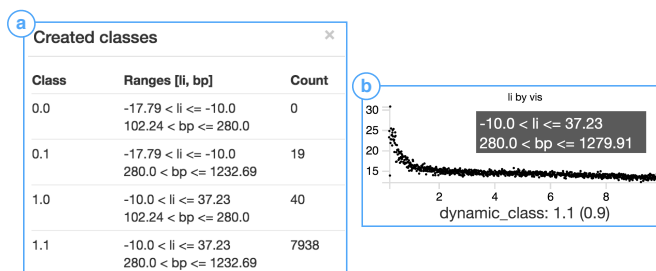 a
Created classes ×
Class Ranges [li, bp] Count
0.0 -17.79 < li <= -10.0 0
102.24 < bp <= 280.0
0.1 -17.79 < li <= -10.0 19
280.0 < bp <= 1232.69
1.0 -10.0 < li <= 37.23 40
102.24 < bp <= 280.0
1.1 -10.0 < li <= 37.23 7938
280.0 < bp <= 1232.69
b
li by vis
30
25
20
15
-10.0 < li <= 37.23
280.0 < bp <= 1279.91
2 4 6 8
dynamic_class: 1.1 (0.9)